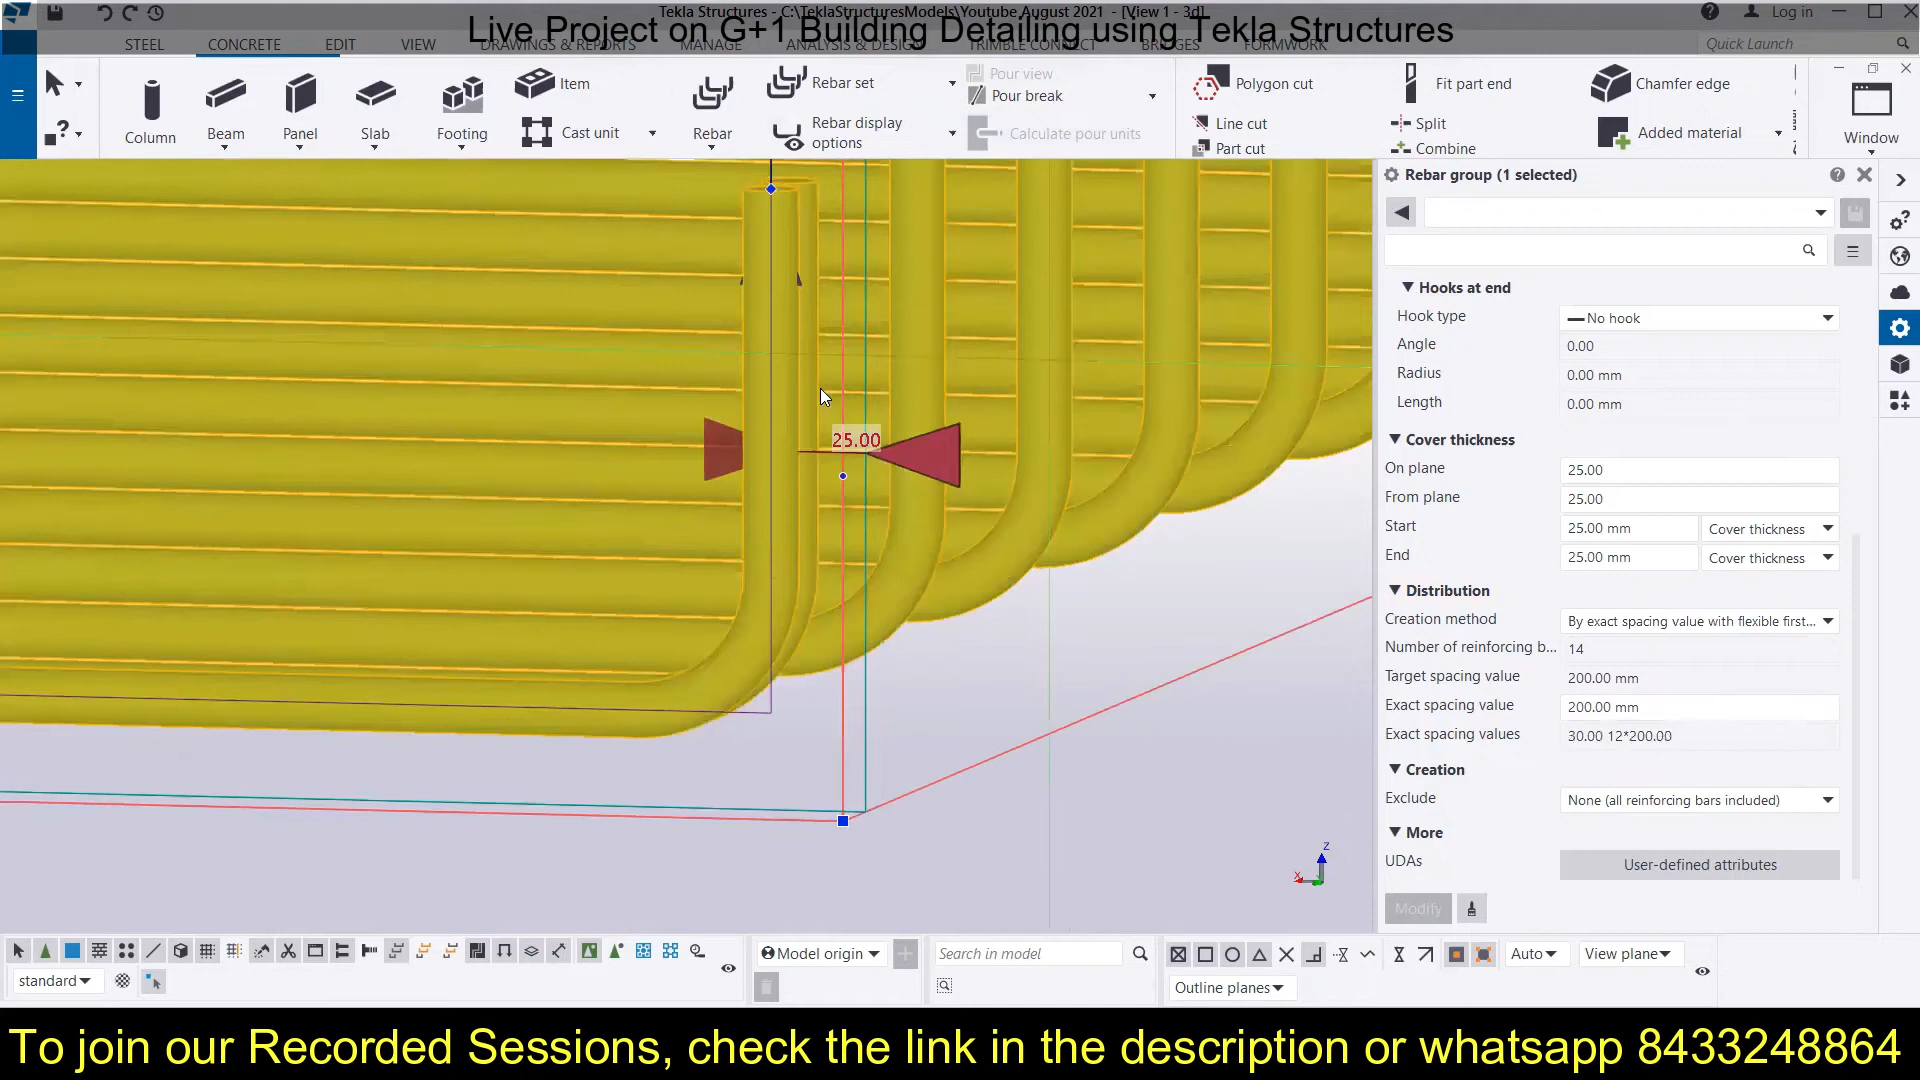 Tekla Structures - C:\TeklaStructuresModels\Youtube August 2021 - [View 1 - 3d]
Log in
Live Project on G+1 Building Detailing using Tekla Structures
STEEL CONCRETE EDIT VIEW DRAWINGS & REPORTS MANAGE ANALYSIS & DESIGN TRIMBLE CONNECT BRIDGES FORMWORK
Quick Launch
Column
Beam
Panel
Slab
Footing
Item
Cast unit
Rebar
Rebar set
Rebar display options
Pour view
Pour break
Calculate pour units
Polygon cut
Line cut
Part cut
Fit part end
Split
Combine
Chamfer edge
Added material
Window
Rebar group (1 selected)
Hooks at end
Hook type No hook
Angle 0.00
Radius 0.00 mm
Length 0.00 mm
Cover thickness
On plane 25.00
From plane 25.00
Start 25.00 mm Cover thickness
End 25.00 mm Cover thickness
Distribution
Creation method By exact spacing value with flexible first...
Number of reinforcing b... 14
Target spacing value 200.00 mm
Exact spacing value 200.00 mm
Exact spacing values 30.00 12*200.00
Creation
Exclude None (all reinforcing bars included)
More
UDAs User-defined attributes
Modify
25.00
Z
X
Model origin
Search in model
Auto
View plane
standard
Outline planes
To join our Recorded Sessions, check the link in the description or whatsapp 8433248864